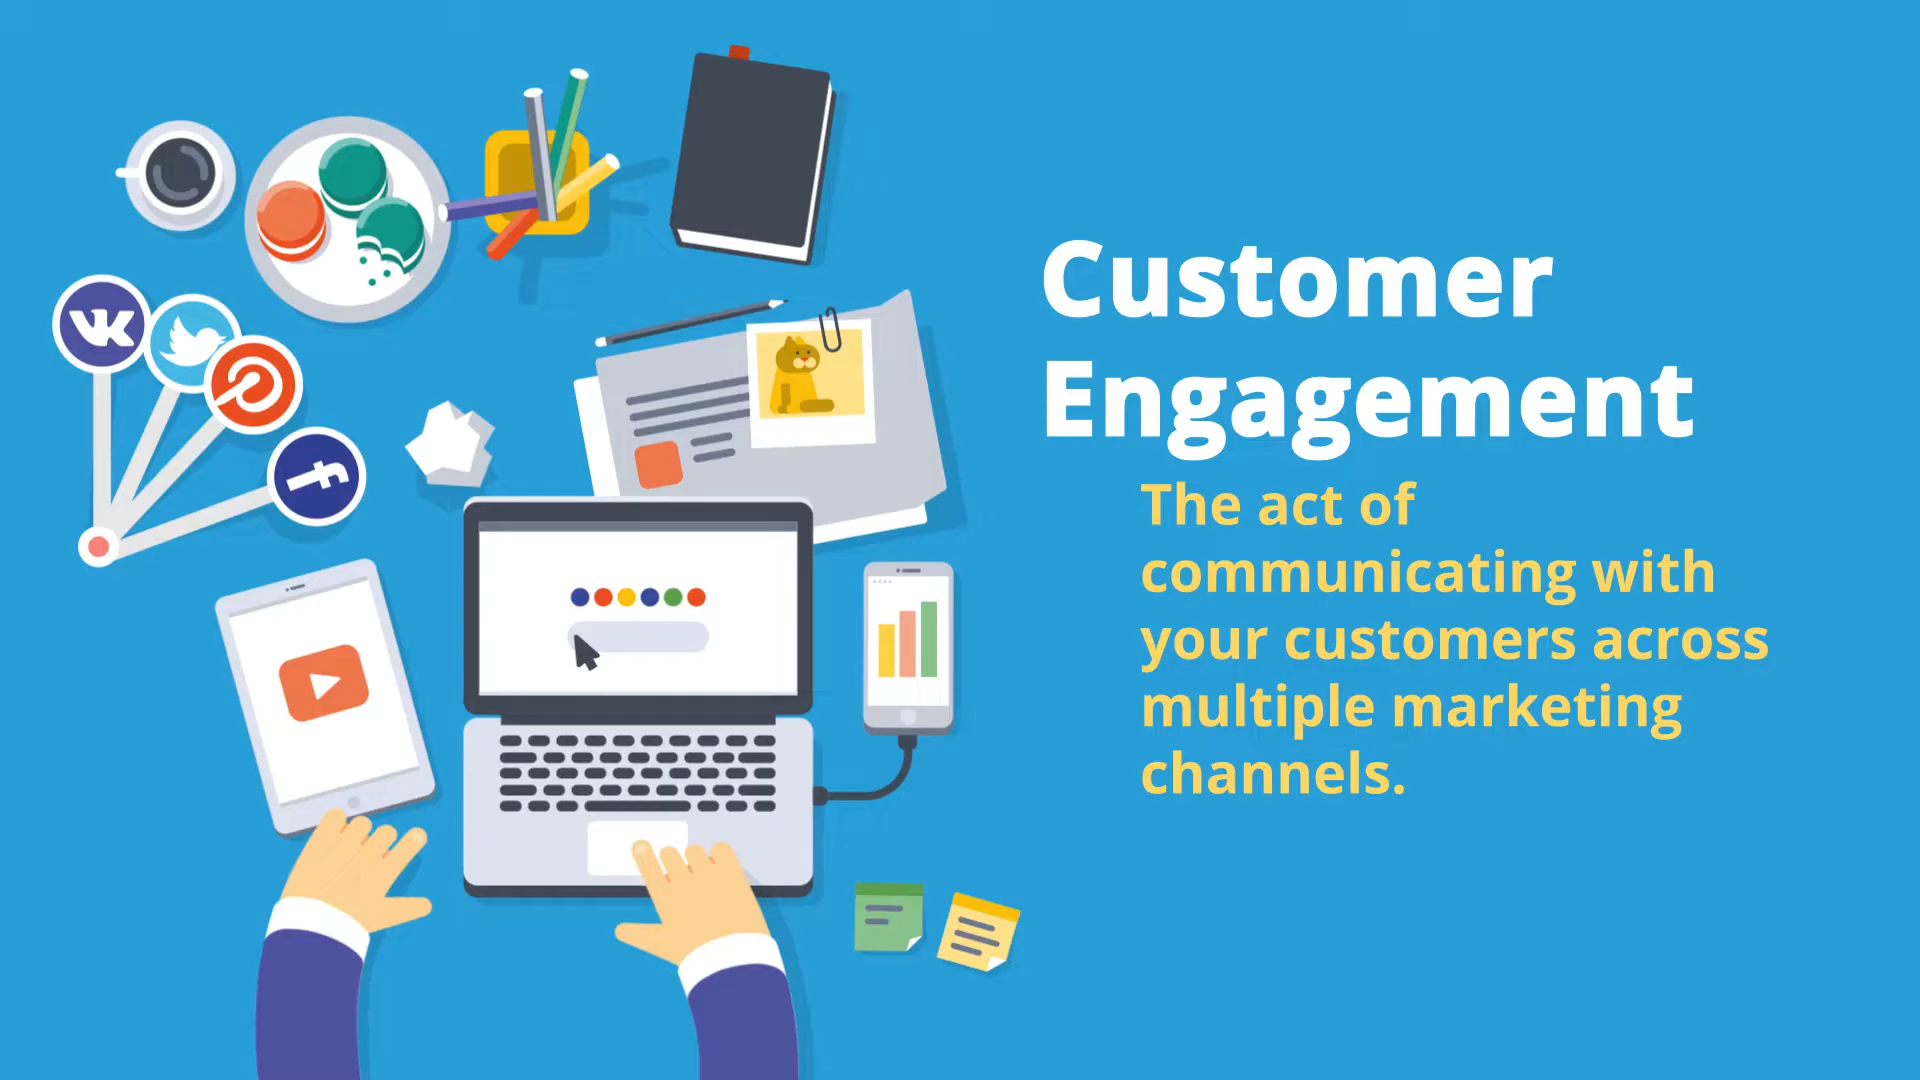 Customer
Engagement
The act of
communicating with
your customers across
multiple marketing
channels.